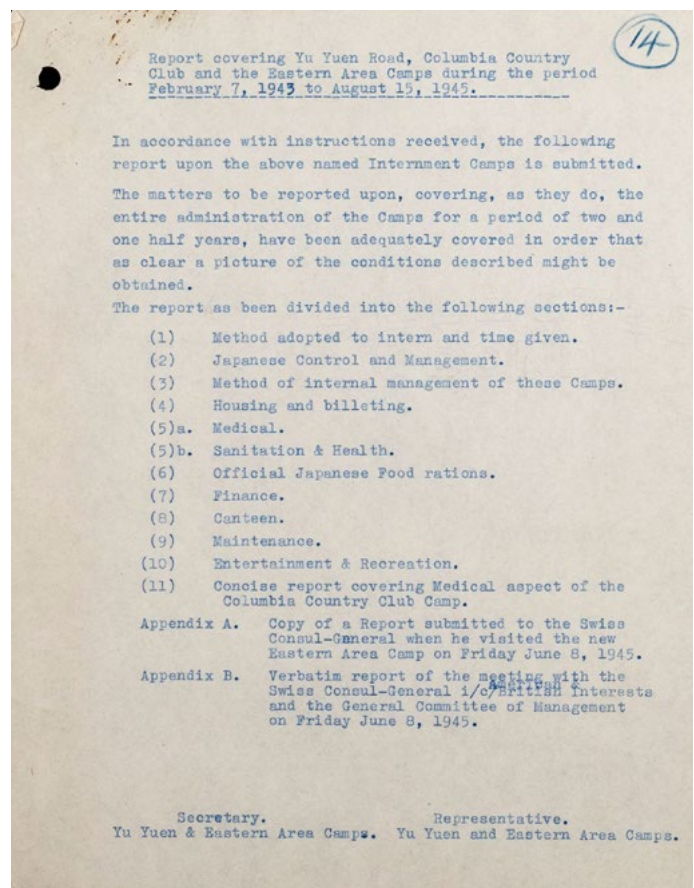 14
Report covering Yu Yuen Road, Columbia Country
Club and the Eastern Area Camps during the period
February 7, 1943 to August 15, 1945.
In accordance with instructions received, the following
report upon the above named Internment Camps is submitted.
The matters to be reported upon, covering, as they do, the
entire administration of the Camps for a period of two and
one half years, have been adequately covered in order that
as clear a picture of the conditions described might be
obtained.
The report as been divided into the following sections:-
(1) Method adopted to intern and time given.
(2) Japanese Control and Management.
(3) Method of internal management of these Camps.
(4) Housing and billeting.
(5)a. Medical.
(5)b. Sanitation & Health.
(6) Official Japanese Food rations.
(7) Finance.
(8) Canteen.
(9) Maintenance.
(10) Entertainment & Recreation.
(11) Concise report covering Medical aspect of the
Columbia Country Club Camp.
Appendix A. Copy of a Report submitted to the Swiss
Consul-General when he visited the new
Eastern Area Camp on Friday June 8, 1945.
Appendix B. Verbatim report of the meeting with the
American &
Swiss Consul-General i/c/British Interests
and the General Committee of Management
on Friday June 8, 1945.
Secretary. Representative.
Yu Yuen & Eastern Area Camps. Yu Yuen and Eastern Area Camps.